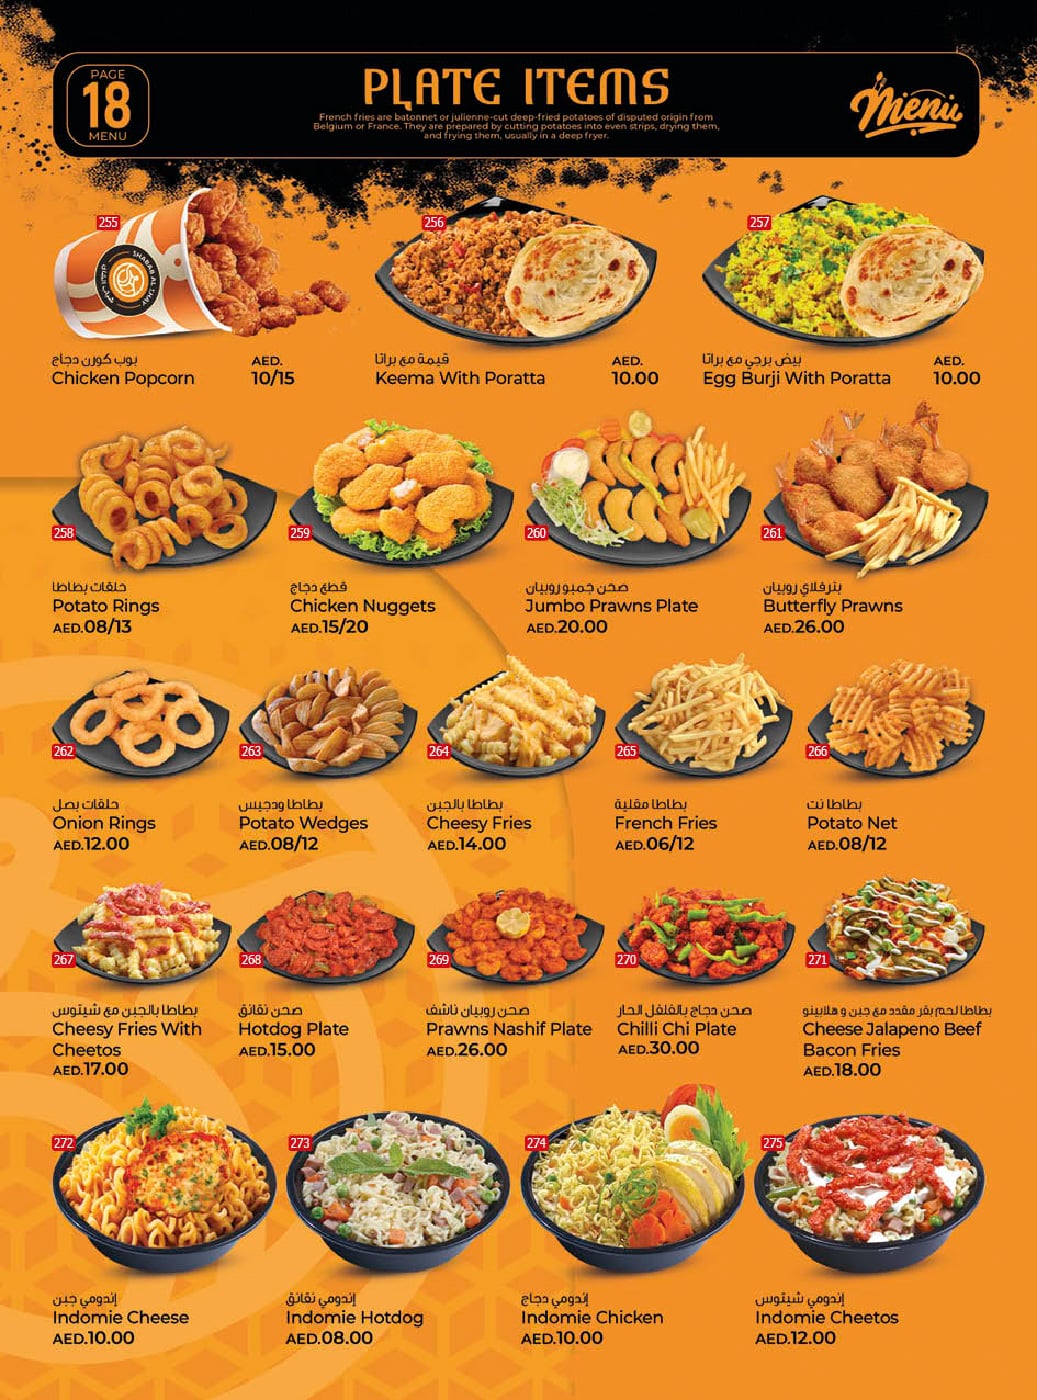 PAGE
18
MENU
PLATE ITEMS
French fries are batonnet or julienne-cut deep-fried potatoes of disputed origin from
Belgium or France. They are prepared by cutting potatoes into even strips, drying them,
and frying them, usually in a deep fryer.
Menu
255
SHARAB AL SHAY
256
257
بوب كورن دجاج
Chicken Popcorn
AED.
10/15
قيمة مع براتا
Keema With Poratta
AED.
10.00
بيض برجي مع براتا
Egg Burji With Poratta
AED.
10.00
258
259
260
261
حلقات بطاطا
Potato Rings
AED.08/13
قطع دجاج
Chicken Nuggets
AED.15/20
صحن جمبو روبيان
Jumbo Prawns Plate
AED.20.00
بترفلاي روبيان
Butterfly Prawns
AED.26.00
262
263
264
265
266
حلقات بصل
Onion Rings
AED.12.00
بطاطا ودجيس
Potato Wedges
AED.08/12
بطاطا بالجبن
Cheesy Fries
AED.14.00
بطاطا مقلية
French Fries
AED.06/12
بطاطا نت
Potato Net
AED.08/12
267
268
269
270
271
بطاطا بالجبن مع شيتوس
Cheesy Fries With
Cheetos
AED.17.00
صحن نقانق
Hotdog Plate
AED.15.00
صحن روبيان ناشف
Prawns Nashif Plate
AED.26.00
صحن دجاج بالفلفل الحار
Chilli Chi Plate
AED.30.00
بطاطا لحم بقر مقدد مع جبن و هلابينو
Cheese Jalapeno Beef
Bacon Fries
AED.18.00
272
273
274
275
إندومي جبن
Indomie Cheese
AED.10.00
إندومي نقانق
Indomie Hotdog
AED.08.00
إندومي دجاج
Indomie Chicken
AED.10.00
إندومي شيتوس
Indomie Cheetos
AED.12.00